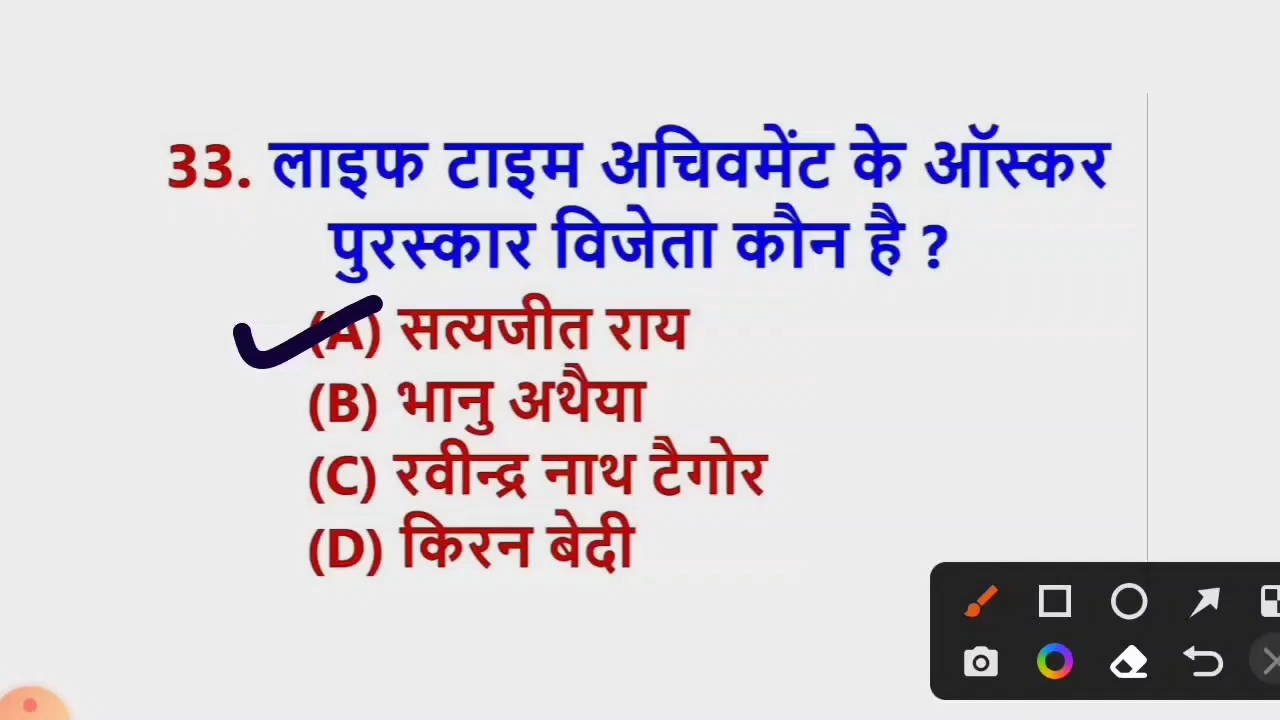 33. लाइफ टाइम अचिवमेंट के ऑस्कर
पुरस्कार विजेता कौन है ?
(A) सत्यजीत राय
(B) भानु अथैया
(C) रवीन्द्र नाथ टैगोर
(D) किरन बेदी